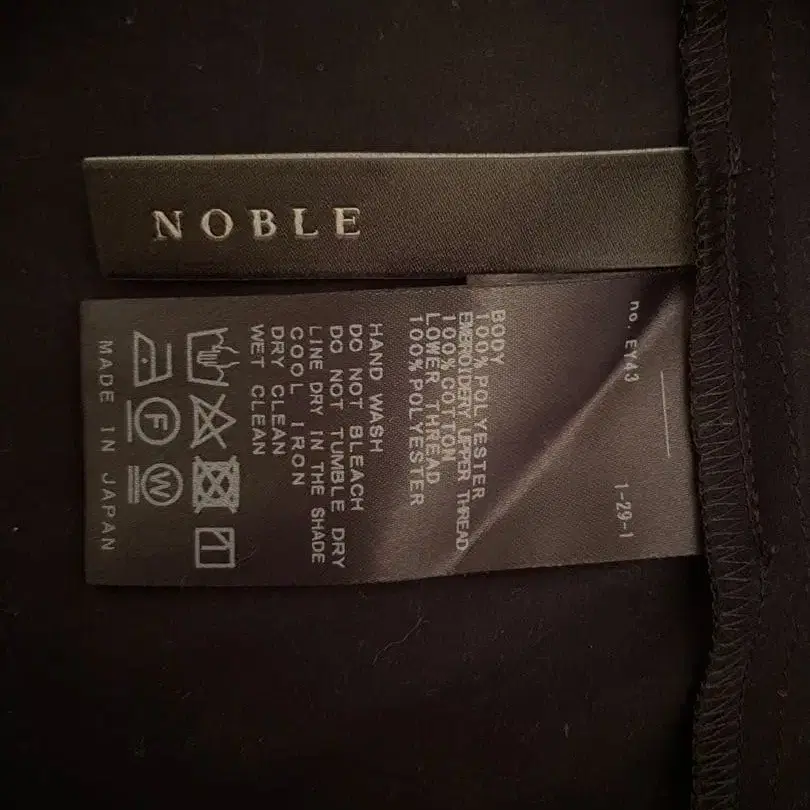 NOBLE
no. EY43
1-29-1
BODY
100% POLYESTER
EMBROIDERY UPPER THREAD
100% COTTON
LOWER THREAD
100% POLYESTER
HAND WASH
DO NOT BLEACH
DO NOT TUMBLE DRY
LINE DRY IN THE SHADE
COOL IRON
DRY CLEAN
WET CLEAN
F
W
MADE IN JAPAN